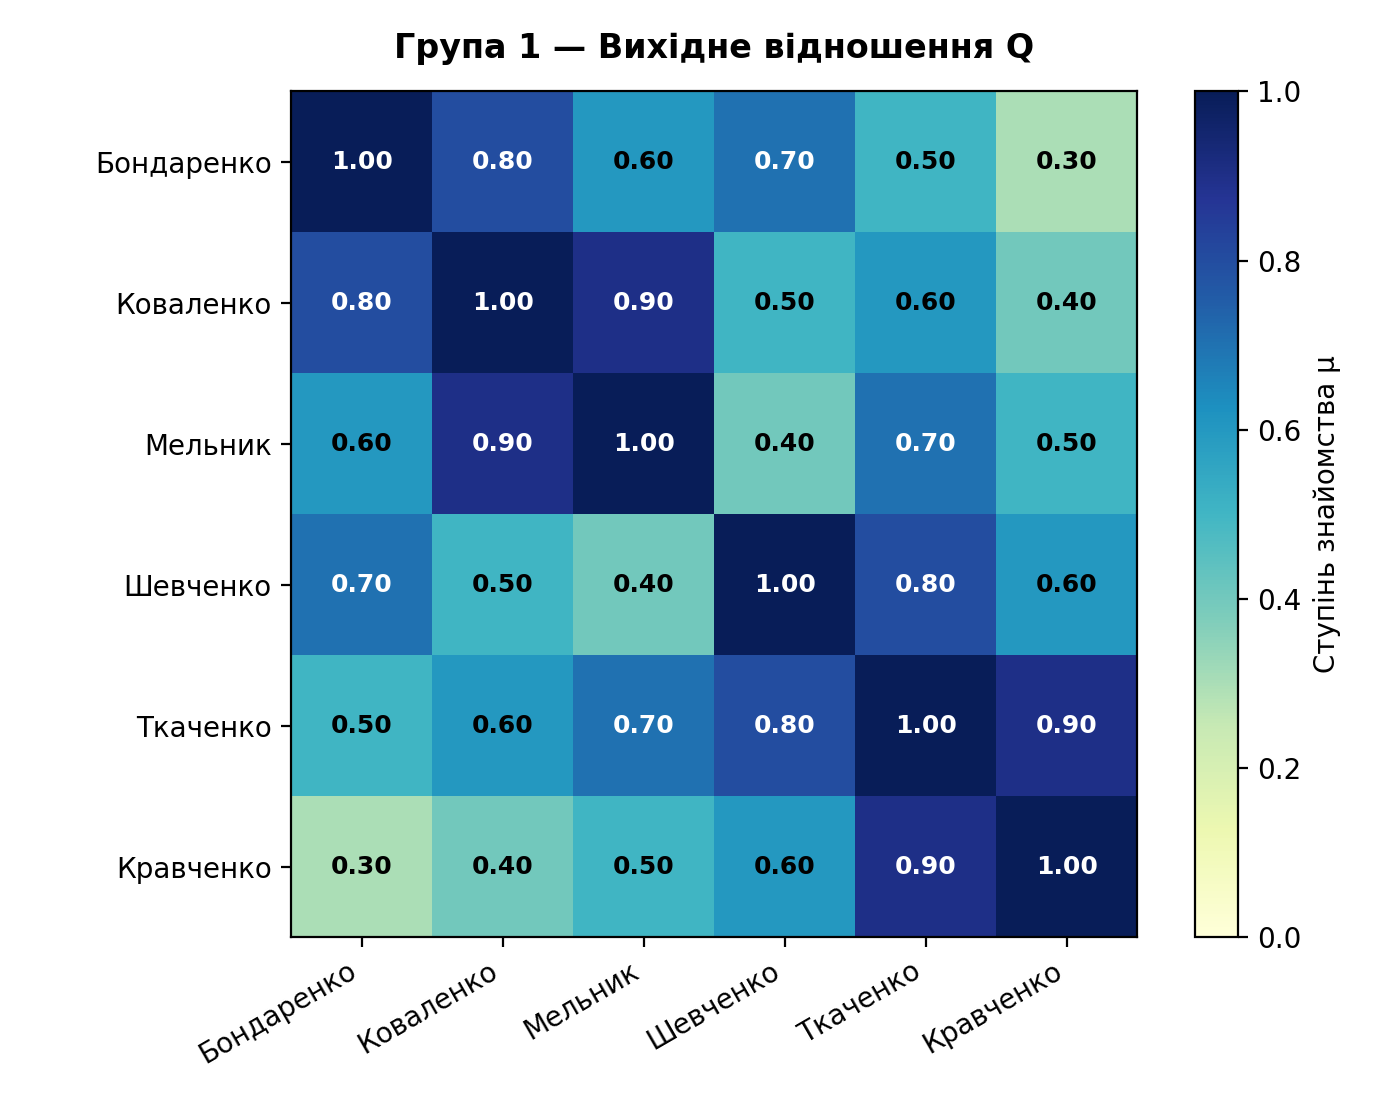 Група 1 — Вихідне відношення Q
Бондаренко 1.00 0.80 0.60 0.70 0.50 0.30
Коваленко 0.80 1.00 0.90 0.50 0.60 0.40
Мельник 0.60 0.90 1.00 0.40 0.70 0.50
Шевченко 0.70 0.50 0.40 1.00 0.80 0.60
Ткаченко 0.50 0.60 0.70 0.80 1.00 0.90
Кравченко 0.30 0.40 0.50 0.60 0.90 1.00
Бондаренко Коваленко Мельник Шевченко Ткаченко Кравченко
1.0
0.8
0.6
0.4
0.2
0.0
Ступінь знайомства μ